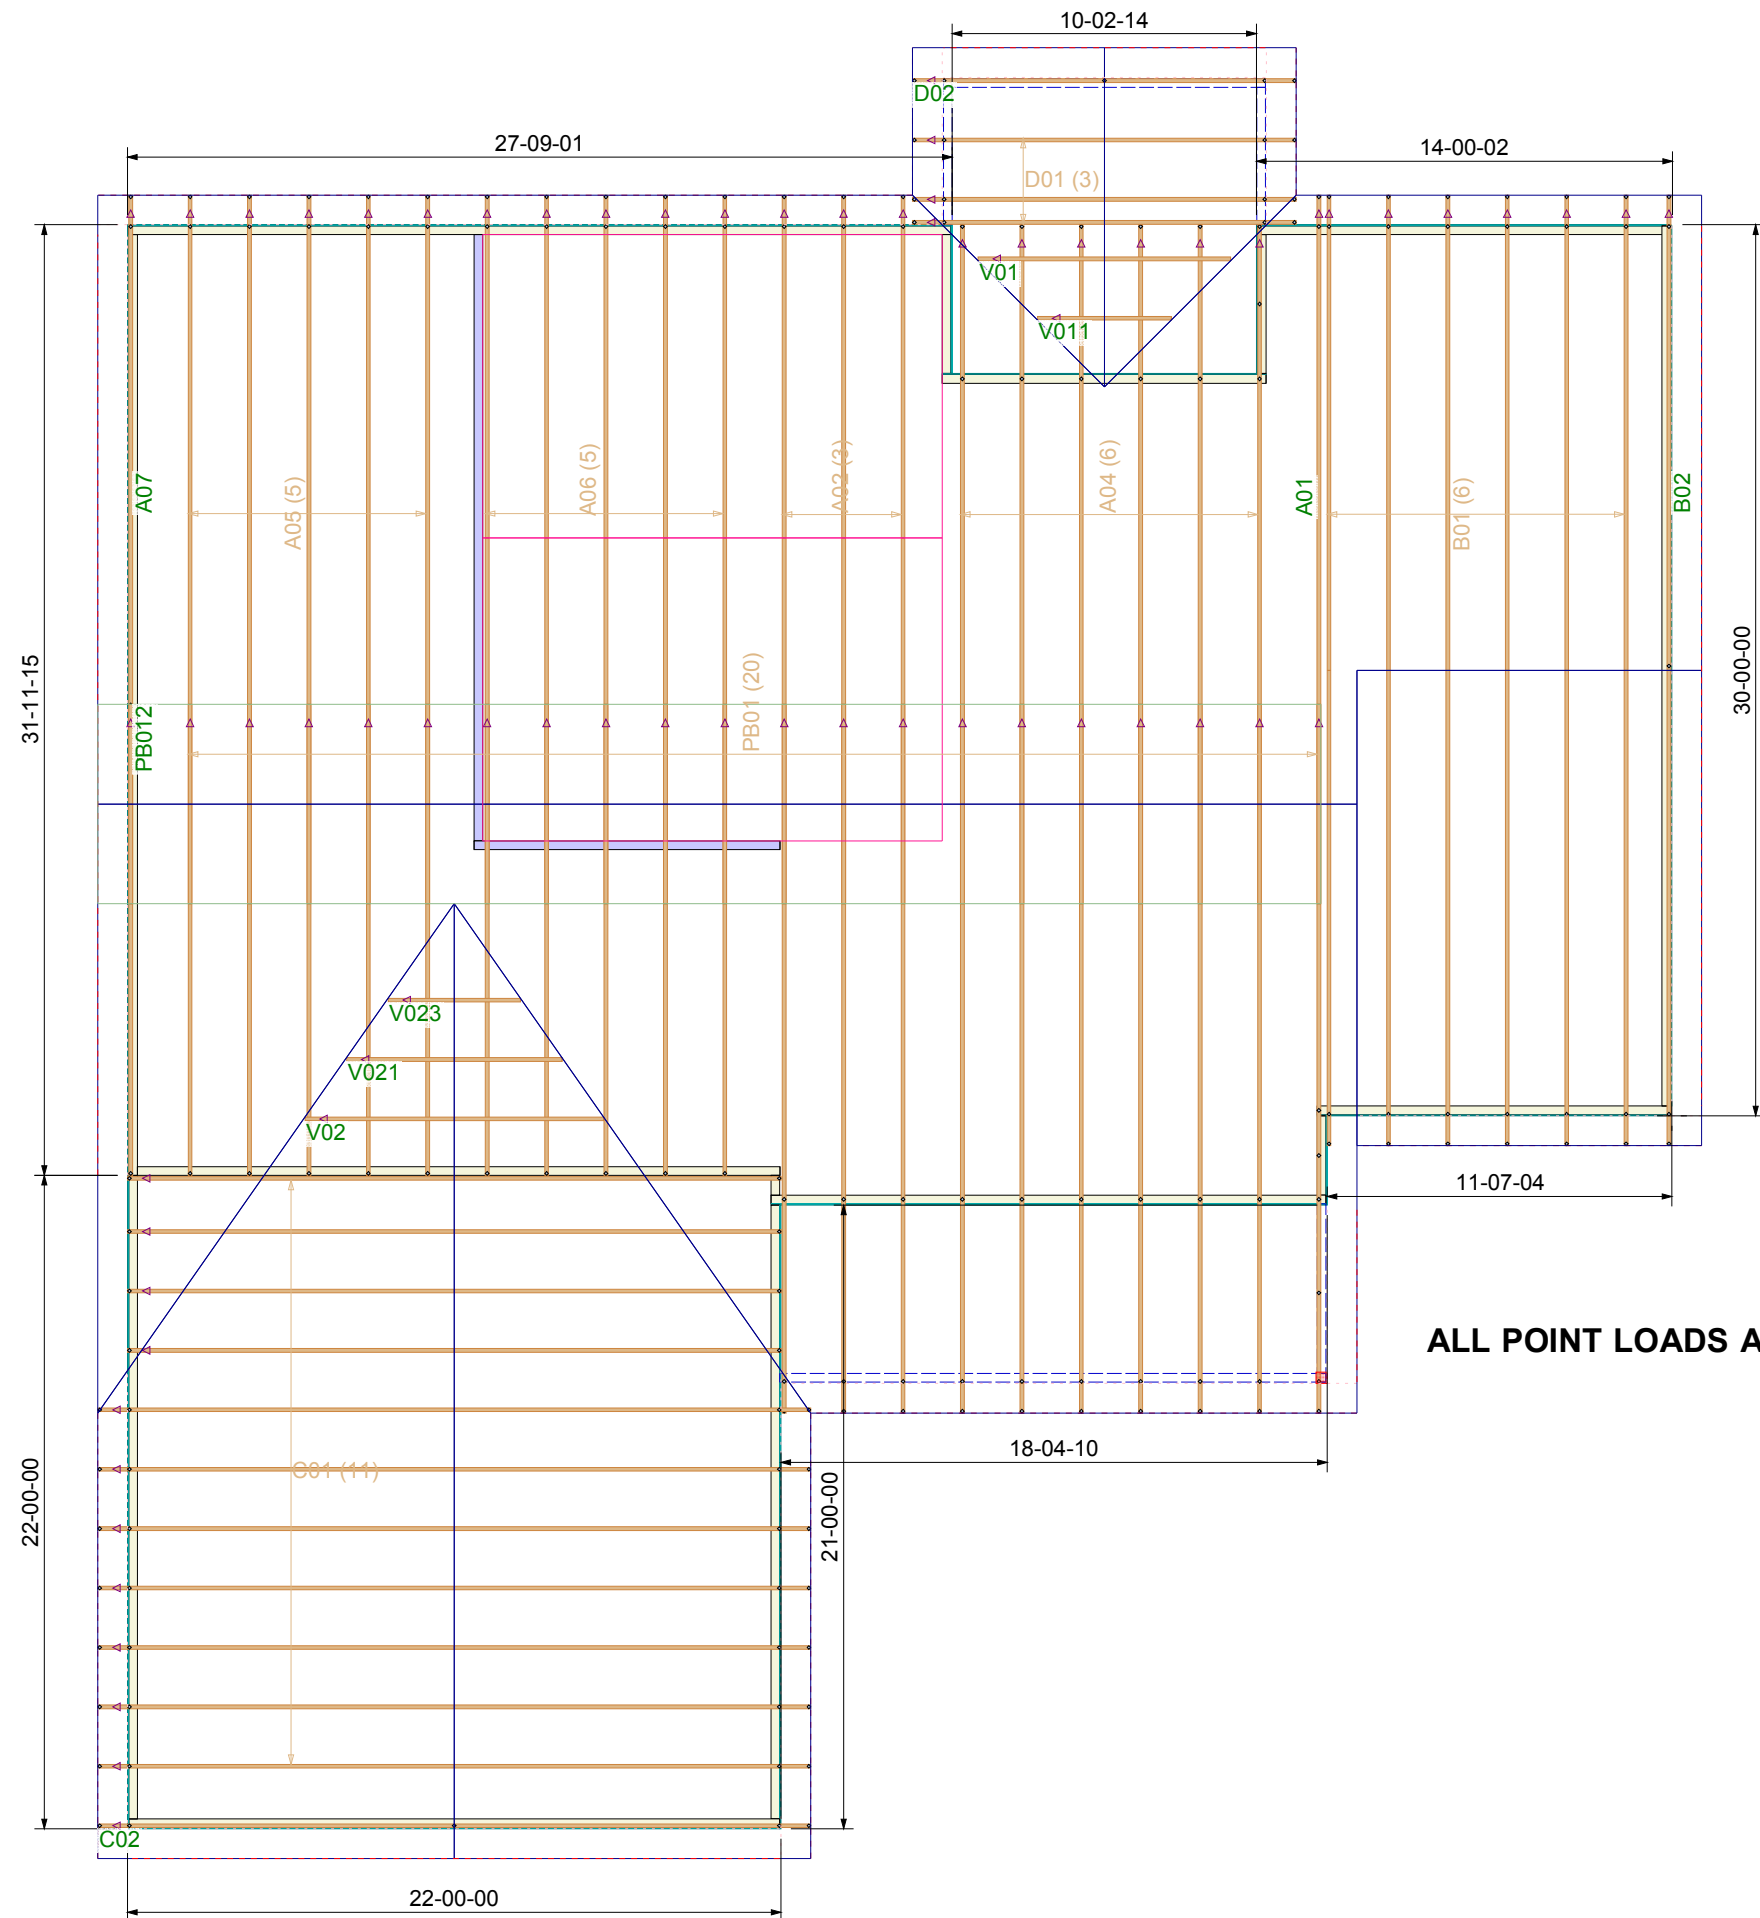 10-02-14
D02
27-09-01
14-00-02
D01 (3)
V01
V011
A07
A05 (5)
A06 (5)
A02 (3)
A04 (6)
A01
B01 (6)
B02
31-11-15
PB012
PB01 (20)
30-00-00
V023
V021
V02
11-07-04
ALL POINT LOADS A
18-04-10
C01 (11)
22-00-00
21-00-00
C02
22-00-00